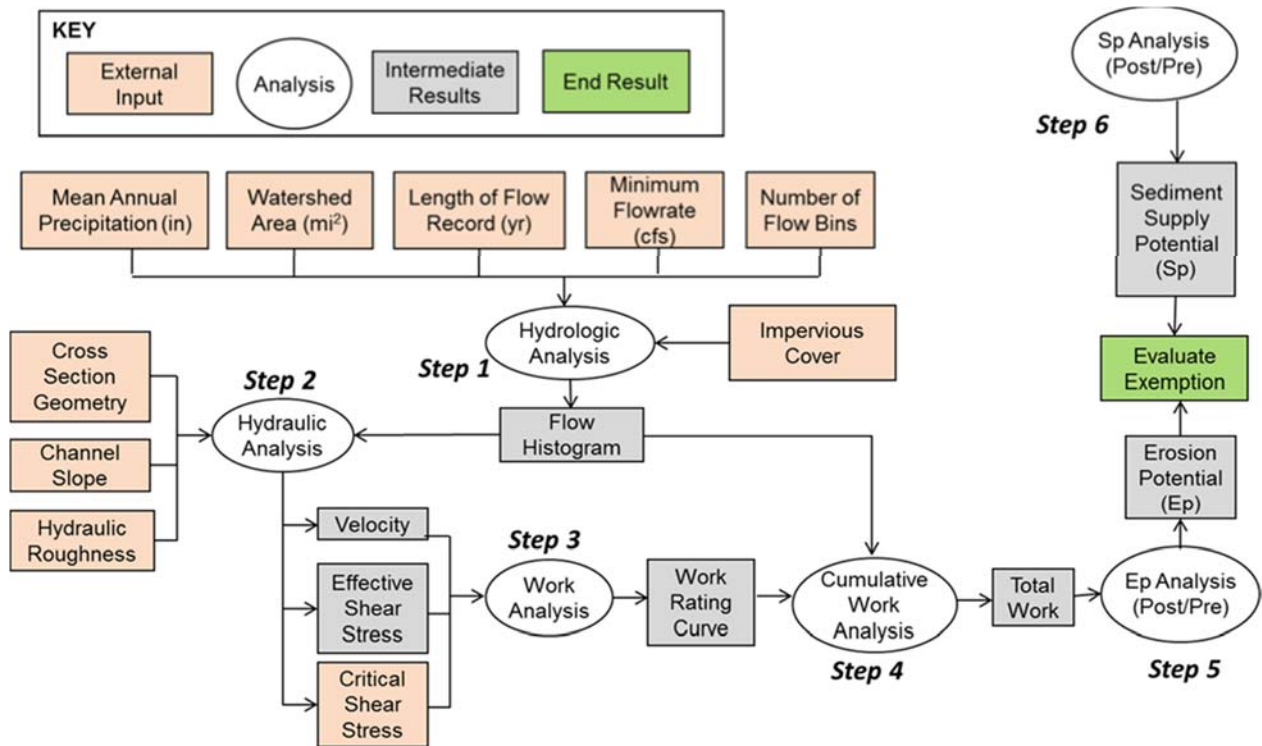 KEY
External
Input
Analysis
Intermediate
Results
End Result
Sp Analysis
(Post/Pre)
Step 6
Mean Annual
Precipitation (in)
Watershed
Area (mi²)
Length of Flow
Record (yr)
Minimum
Flowrate
(cfs)
Number of
Flow Bins
Sediment
Supply
Potential
(Sp)
Hydrologic
Analysis
Step 1
Impervious
Cover
Evaluate
Exemption
Cross
Section
Geometry
Channel
Slope
Hydraulic
Roughness
Step 2
Hydraulic
Analysis
Flow
Histogram
Erosion
Potential
(Ep)
Velocity
Effective
Shear
Stress
Critical
Shear
Stress
Step 3
Work
Analysis
Work
Rating
Curve
Cumulative
Work
Analysis
Step 4
Total
Work
Ep Analysis
(Post/Pre)
Step 5